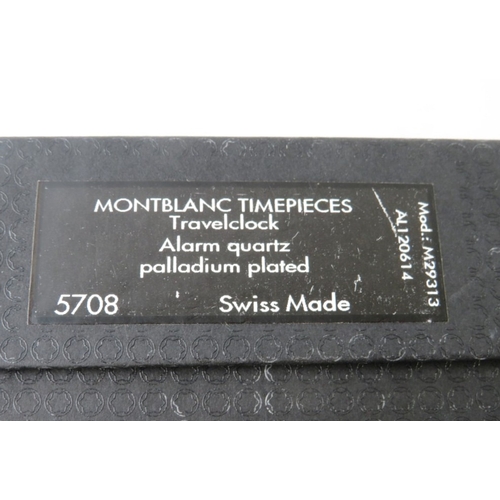 MONTBLANC TIMEPIECES
Travelclock
Alarm quartz
palladium plated
5708 Swiss Made
Mod.: M29313
AL120614